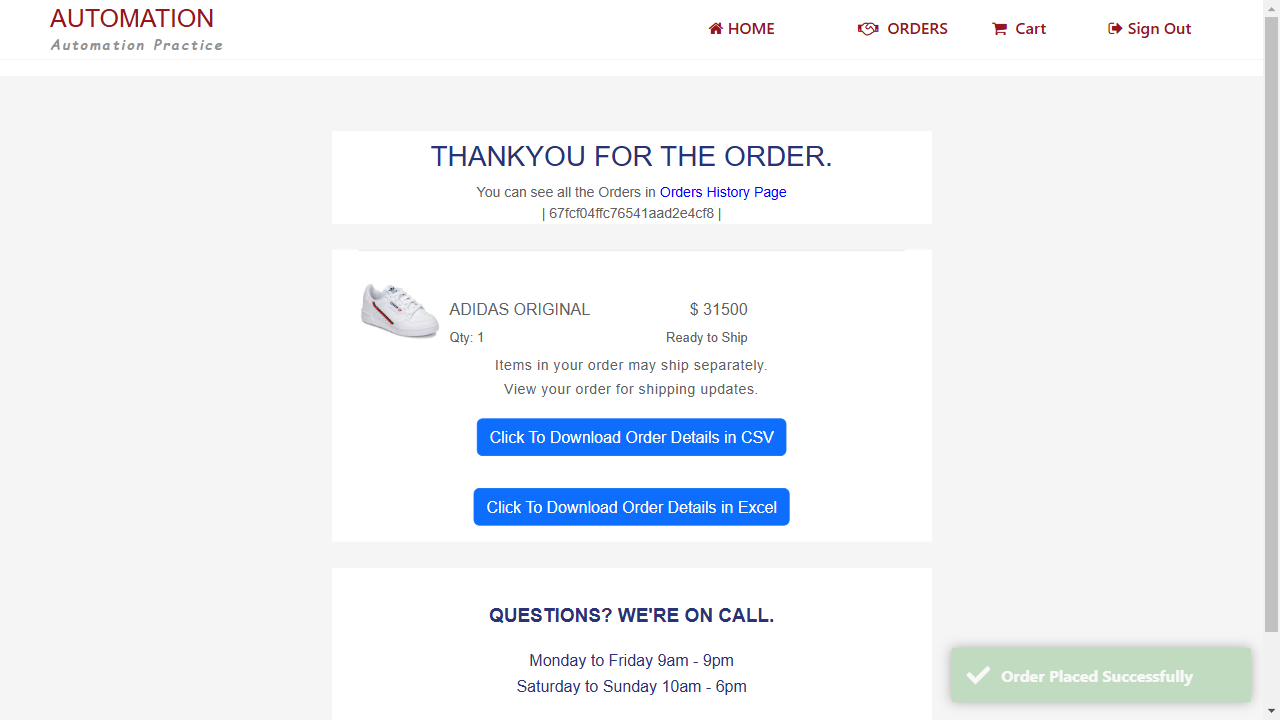 AUTOMATION
Automation Practice
HOME
ORDERS
Cart
Sign Out
THANKYOU FOR THE ORDER.
You can see all the Orders in Orders History Page
| 67fcf04ffc76541aad2e4cf8 |
ADIDAS ORIGINAL
$ 31500
Qty: 1
Ready to Ship
Items in your order may ship separately.
View your order for shipping updates.
Click To Download Order Details in CSV
Click To Download Order Details in Excel
QUESTIONS? WE'RE ON CALL.
Monday to Friday 9am - 9pm
Saturday to Sunday 10am - 6pm
Order Placed Successfully